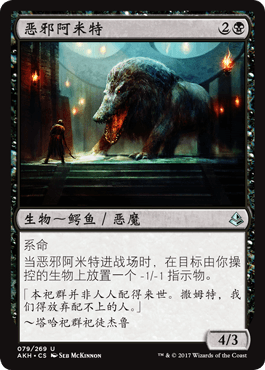 恶邪阿米特 2
生物～鳄鱼 / 恶魔
系命
当恶邪阿米特进战场时，在目标由你操
控的生物上放置一个 -1/-1 指示物。
「本祀群并非人人配得来世。撒姆特，我
们得放弃配不上的人。」
～塔哈祀群祀徒杰鲁
4/3
079/269 U
AKH • CS SEB MCKINNON
™ & © 2017 Wizards of the Coast